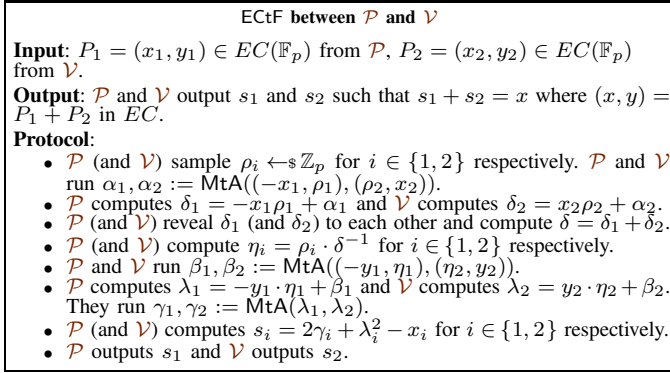 ECtF between 𝒫 and 𝒱
Input: P₁ = (x₁, y₁) ∈ EC(𝔽ₚ) from 𝒫, P₂ = (x₂, y₂) ∈ EC(𝔽ₚ)
from 𝒱.
Output: 𝒫 and 𝒱 output s₁ and s₂ such that s₁ + s₂ = x where (x, y) =
P₁ + P₂ in EC.
Protocol:
• 𝒫 (and 𝒱) sample ρᵢ ←$ ℤₚ for i ∈ {1, 2} respectively. 𝒫 and 𝒱
run α₁, α₂ := MtA((−x₁, ρ₁), (ρ₂, x₂)).
• 𝒫 computes δ₁ = −x₁ρ₁ + α₁ and 𝒱 computes δ₂ = x₂ρ₂ + α₂.
• 𝒫 (and 𝒱) reveal δ₁ (and δ₂) to each other and compute δ = δ₁ + δ₂.
• 𝒫 (and 𝒱) compute ηᵢ = ρᵢ · δ⁻¹ for i ∈ {1, 2} respectively.
• 𝒫 and 𝒱 run β₁, β₂ := MtA((−y₁, η₁), (η₂, y₂)).
• 𝒫 computes λ₁ = −y₁ · η₁ + β₁ and 𝒱 computes λ₂ = y₂ · η₂ + β₂.
They run γ₁, γ₂ := MtA(λ₁, λ₂).
• 𝒫 (and 𝒱) computes sᵢ = 2γᵢ + λᵢ² − xᵢ for i ∈ {1, 2} respectively.
• 𝒫 outputs s₁ and 𝒱 outputs s₂.